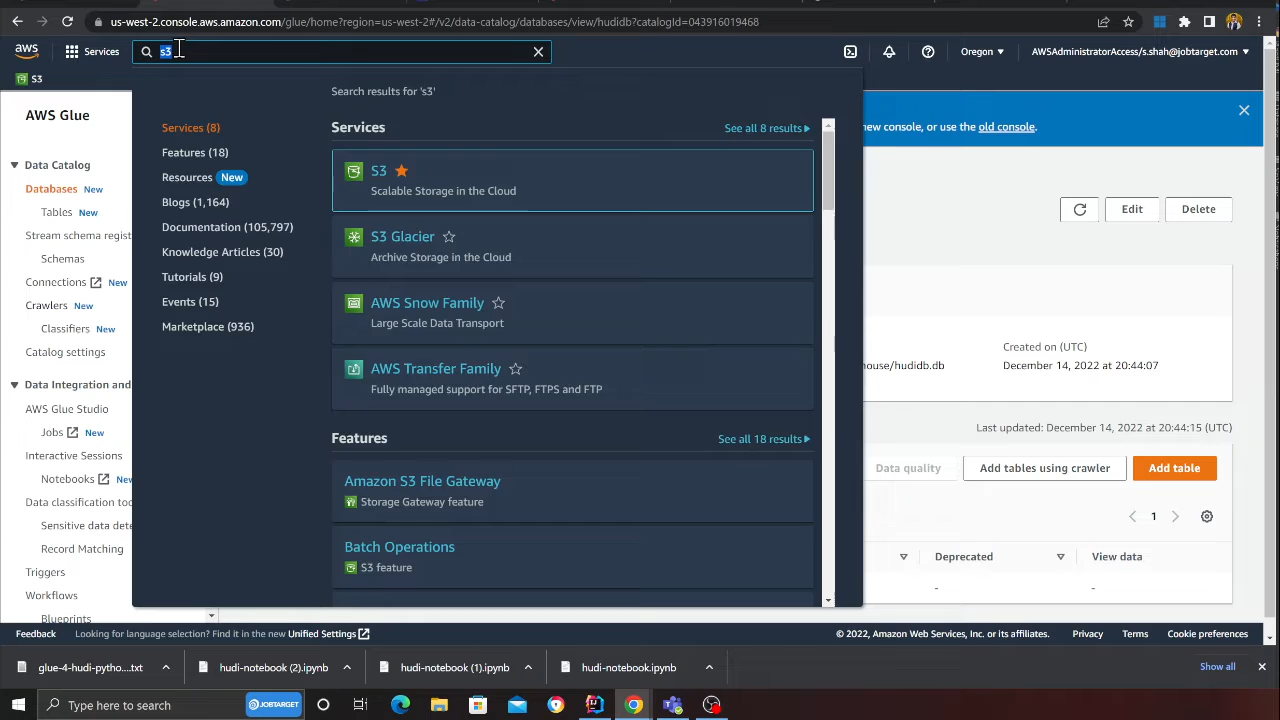 us-west-2.console.aws.amazon.com/glue/home?region=us-west-2#/v2/data-catalog/databases/view/hudidb?catalogId=043916019468
aws
Services
s3
Oregon
AWSAdministratorAccess/s.shah@jobtarget.com
S3
AWS Glue
Data Catalog
Databases New
Tables New
Stream schema regist
Schemas
Connections New
Crawlers New
Classifiers New
Catalog settings
Data Integration and
AWS Glue Studio
Jobs New
Interactive Sessions
Notebooks New
Data classification too
Sensitive data dete
Record Matching
Triggers
Workflows
Blueprints
Search results for 's3'
Services (8)
Features (18)
Resources New
Blogs (1,164)
Documentation (105,797)
Knowledge Articles (30)
Tutorials (9)
Events (15)
Marketplace (936)
Services
See all 8 results
S3
Scalable Storage in the Cloud
S3 Glacier
Archive Storage in the Cloud
AWS Snow Family
Large Scale Data Transport
AWS Transfer Family
Fully managed support for SFTP, FTPS and FTP
Features
See all 18 results
Amazon S3 File Gateway
Storage Gateway feature
Batch Operations
S3 feature
new console, or use the old console.
Edit
Delete
Created on (UTC)
ouse/hudidb.db
December 14, 2022 at 20:44:07
Last updated: December 14, 2022 at 20:44:15 (UTC)
Data quality
Add tables using crawler
Add table
1
Deprecated
View data
-
-
Feedback
Looking for language selection? Find it in the new Unified Settings
© 2022, Amazon Web Services, Inc. or its affiliates.
Privacy
Terms
Cookie preferences
glue-4-hudi-pytho....txt
hudi-notebook (2).ipynb
hudi-notebook (1).ipynb
hudi-notebook.ipynb
Show all
Type here to search
JOBTARGET